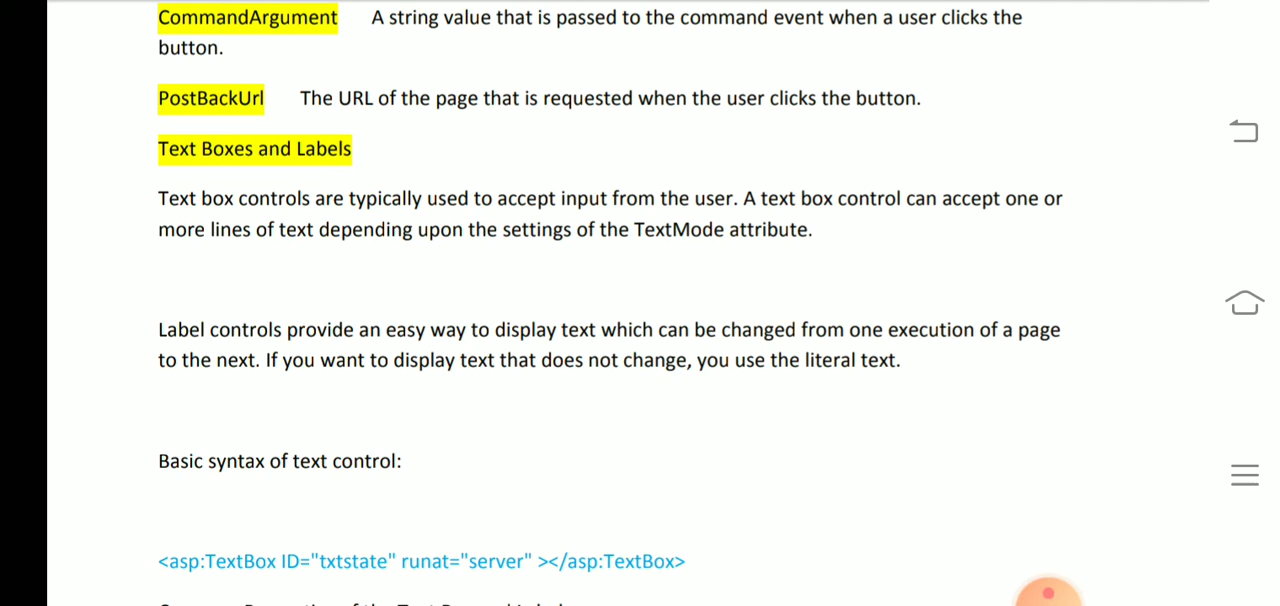 CommandArgument A string value that is passed to the command event when a user clicks the
button.
PostBackUrl The URL of the page that is requested when the user clicks the button.
Text Boxes and Labels
Text box controls are typically used to accept input from the user. A text box control can accept one or
more lines of text depending upon the settings of the TextMode attribute.
Label controls provide an easy way to display text which can be changed from one execution of a page
to the next. If you want to display text that does not change, you use the literal text.
Basic syntax of text control:
<asp:TextBox ID="txtstate" runat="server" ></asp:TextBox>